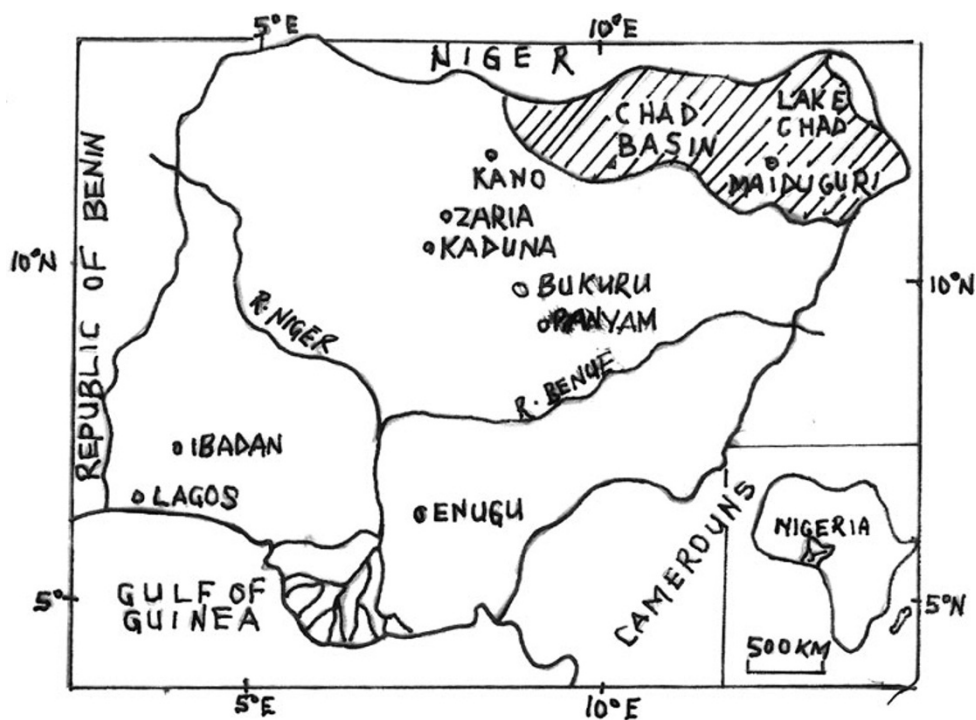 5°E
10°E
NIGER
CHAD
BASIN
LAKE
CHAD
KANO
MAIDUGURI
ZARIA
KADUNA
REPUBLIC OF BENIN
10°N
10°N
BUKURU
PANYAM
R. NIGER
R. BENUE
IBADAN
LAGOS
ENUGU
CAMEROUNS
NIGERIA
5°
GULF OF
GUINEA
5°N
500KM
5°E
10°E